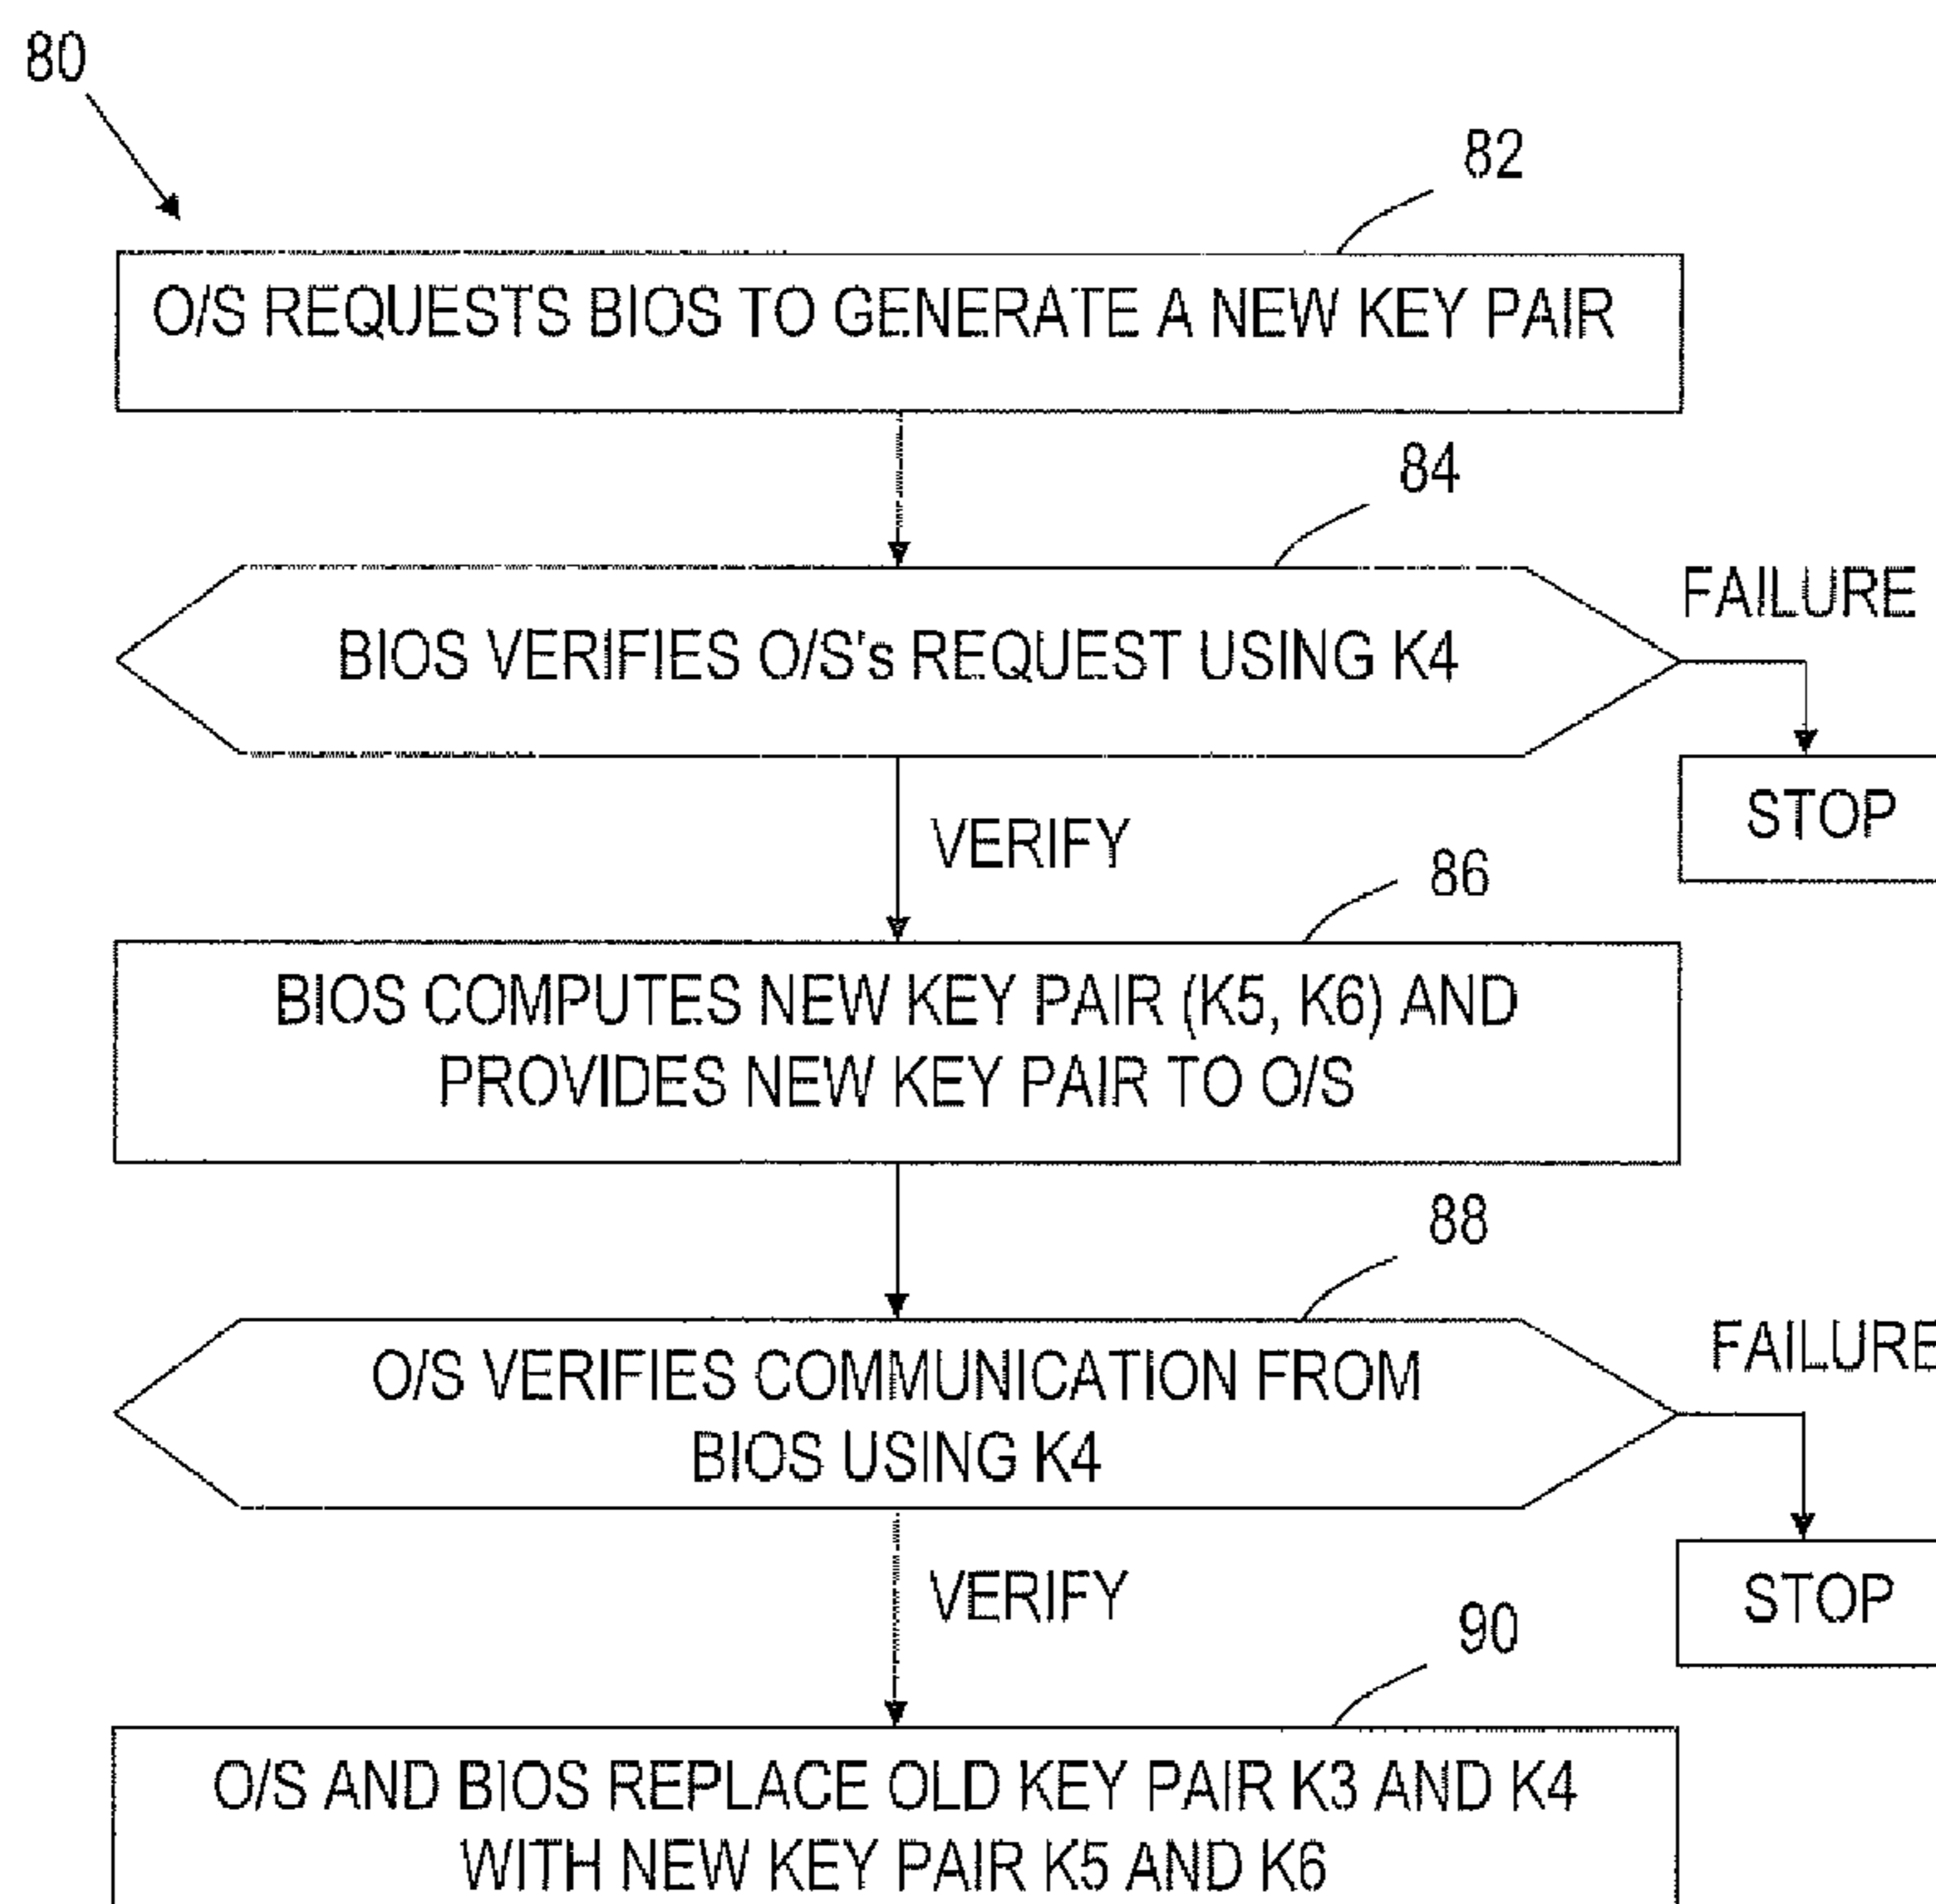 80
82
O/S REQUESTS BIOS TO GENERATE A NEW KEY PAIR
84
BIOS VERIFIES O/S's REQUEST USING K4
FAILURE
STOP
VERIFY
86
BIOS COMPUTES NEW KEY PAIR (K5, K6) AND
PROVIDES NEW KEY PAIR TO O/S
88
O/S VERIFIES COMMUNICATION FROM
BIOS USING K4
FAILURE
STOP
VERIFY
90
O/S AND BIOS REPLACE OLD KEY PAIR K3 AND K4
WITH NEW KEY PAIR K5 AND K6